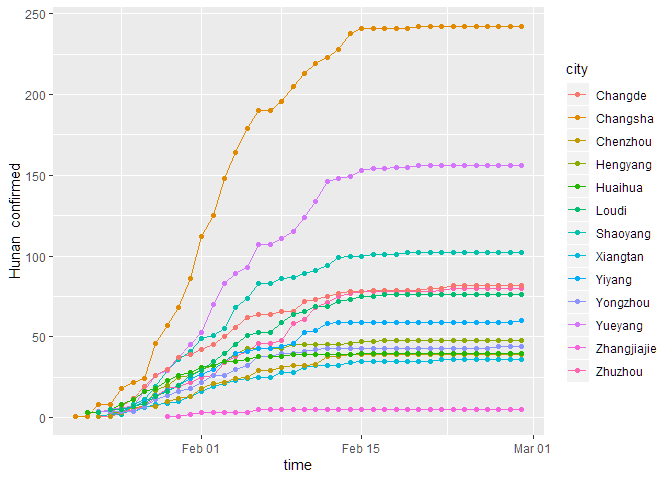 250
200
150
100
50
0
Hunan confirmed
Feb 01
Feb 15
Mar 01
time
city
Changde
Changsha
Chenzhou
Hengyang
Huaihua
Loudi
Shaoyang
Xiangtan
Yiyang
Yongzhou
Yueyang
Zhangjiajie
Zhuzhou